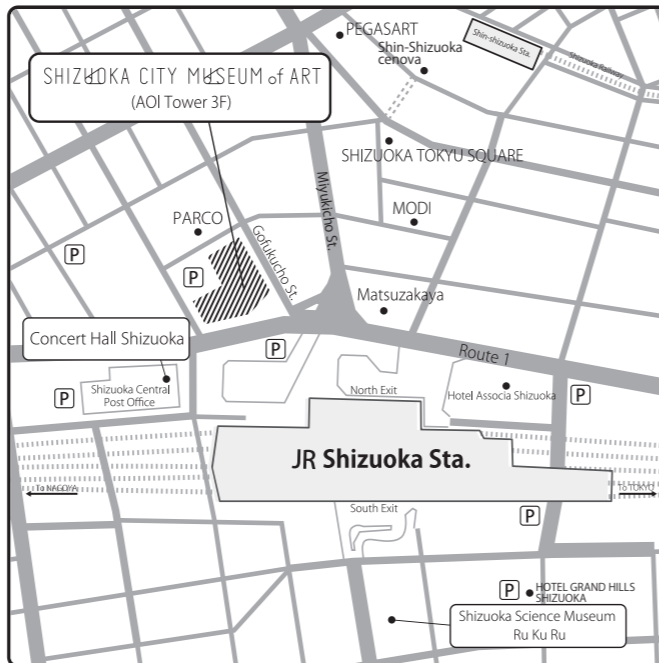 PEGASART
Shin-Shizuoka
cenova
Shin-shizuoka Sta.
Shizuoka Railway
SHIZUOKA CITY MUSEUM of ART
(AOI Tower 3F)
SHIZUOKA TOKYU SQUARE
Miyukicho St.
MODI
PARCO
P
Gofukucho St.
P
Matsuzakaya
Concert Hall Shizuoka
P
Route 1
Shizuoka Central
Post Office
P
North Exit
Hotel Associa Shizuoka
P
JR Shizuoka Sta.
To NAGOYA
To TOKYO
South Exit
P
P
HOTEL GRAND HILLS
SHIZUOKA
Shizuoka Science Museum
Ru Ku Ru